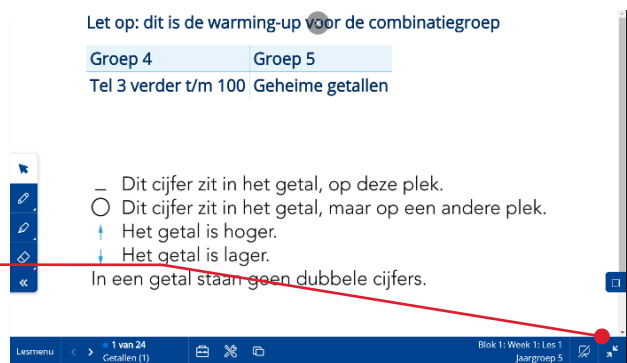 Let op: dit is de warming-up voor de combinatiegroep
Groep 4 Groep 5
Tel 3 verder t/m 100 Geheime getallen
_ Dit cijfer zit in het getal, op deze plek.
◯ Dit cijfer zit in het getal, maar op een andere plek.
↑ Het getal is hoger.
↓ Het getal is lager.
In een getal staan geen dubbele cijfers.
Lesmenu
1 van 24
Getallen (1)
Blok 1: Week 1: Les 1
Jaargroep 5